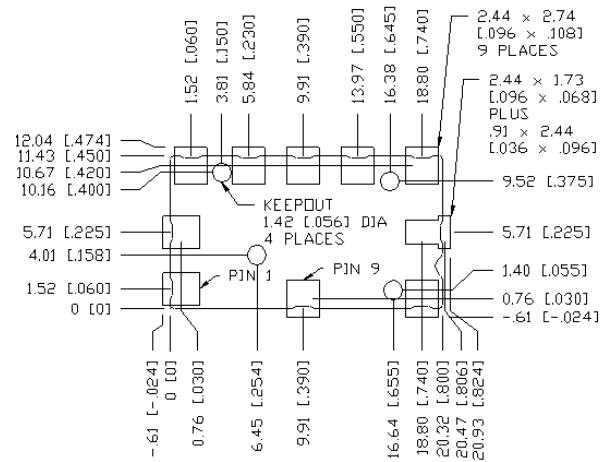 1.52 [.060]
3.81 [.150]
5.84 [.230]
9.91 [.390]
13.97 [.550]
16.38 [.645]
18.80 [.740]
2.44 × 2.74
[.096 × .108]
9 PLACES
2.44 × 1.73
[.096 × .068]
PLUS
.91 × 2.44
[.036 × .096]
12.04 [.474]
11.43 [.450]
10.67 [.420]
10.16 [.400]
9.52 [.375]
KEEPOUT
1.42 [.056] DIA
4 PLACES
5.71 [.225]
5.71 [.225]
4.01 [.158]
PIN 1
PIN 9
1.40 [.055]
1.52 [.060]
0.76 [.030]
0 [0]
-.61 [-.024]
-.61 [-.024]
0 [0]
0.76 [.030]
6.45 [.254]
9.91 [.390]
16.64 [.655]
18.80 [.740]
20.32 [.800]
20.47 [.806]
20.93 [.824]